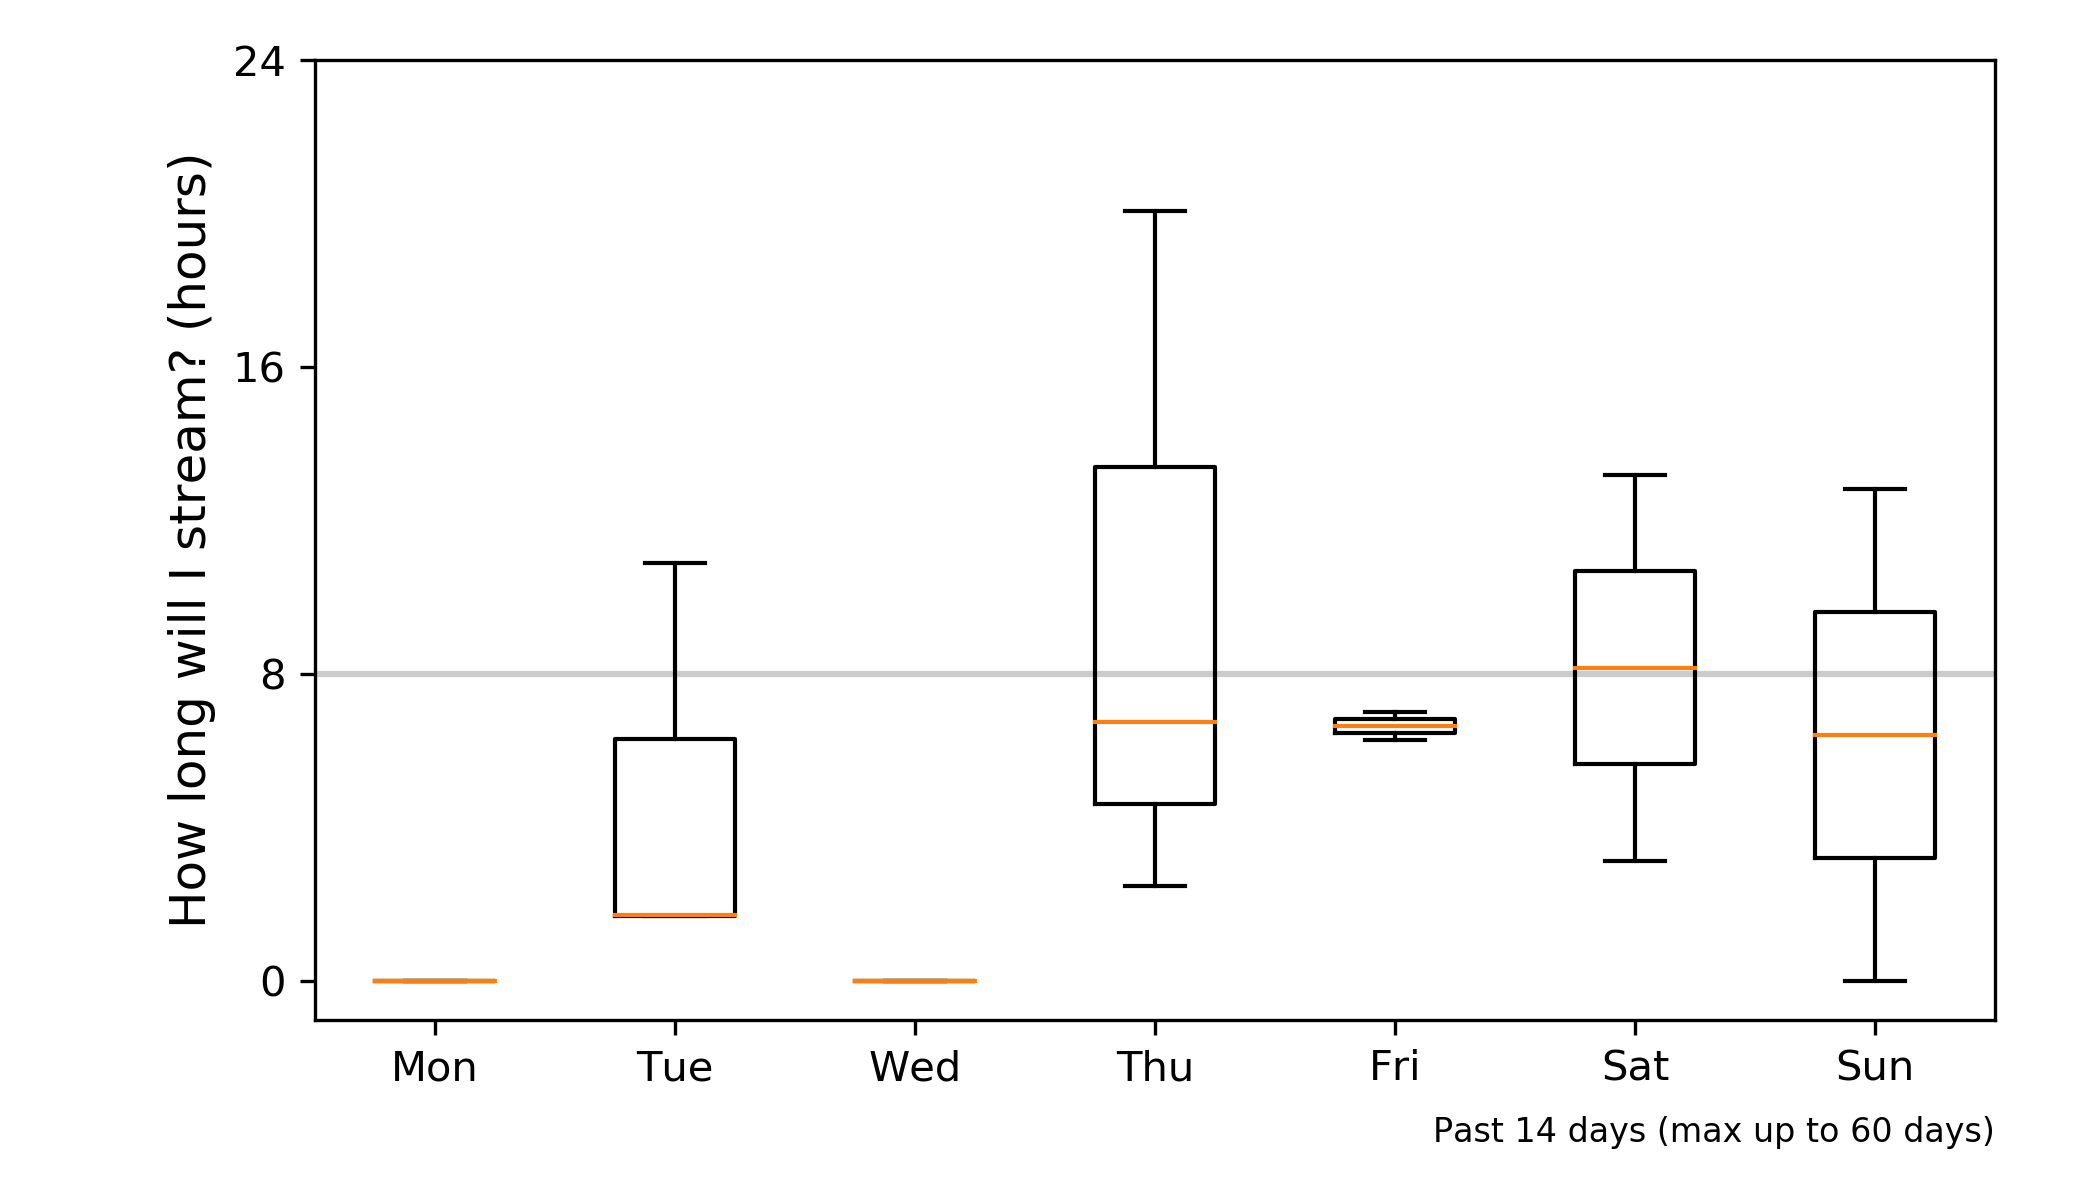 How long will I stream? (hours)
24
16
8
0
Mon Tue Wed Thu Fri Sat Sun
Past 14 days (max up to 60 days)